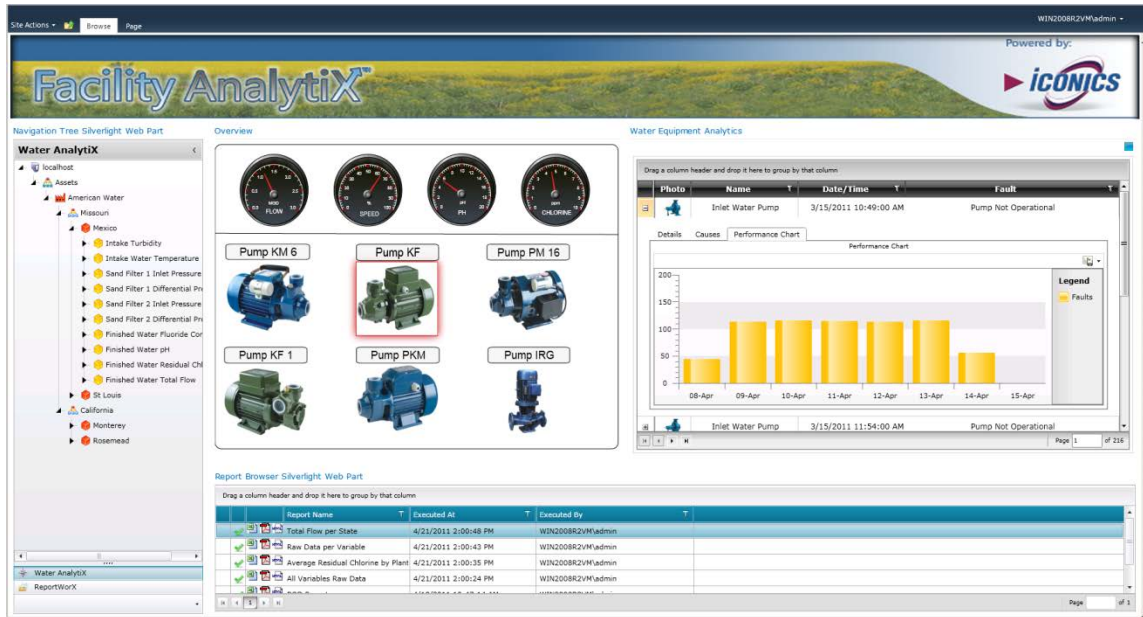 Site Actions
Browse
Page
WIN2008R2VM\admin
Facility AnalytiX™
Powered by:
ICONICS
Navigation Tree Silverlight Web Part
Water AnalytiX
localhost
Assets
American Water
Missouri
Mexico
Intake Turbidity
Intake Water Temperature
Sand Filter 1 Inlet Pressure
Sand Filter 1 Differential Pr
Sand Filter 2 Inlet Pressure
Sand Filter 2 Differential Pr
Finished Water Fluoride Cor
Finished Water pH
Finished Water Residual Chl
Finished Water Total Flow
St Louis
California
Monterey
Rosemead
Water AnalytiX
ReportWorX
Overview
FLOW
SPEED
PH
CHLORINE
Pump KM 6
Pump KF
Pump PM 16
Pump KF 1
Pump PKM
Pump IRG
Water Equipment Analytics
Drag a column header and drop it here to group by that column
Photo Name Date/Time Fault
Inlet Water Pump 3/15/2011 10:49:00 AM Pump Not Operational
Details Causes Performance Chart
Performance Chart
200
150
100
50
0
08-Apr 09-Apr 10-Apr 11-Apr 12-Apr 13-Apr 14-Apr 15-Apr
Legend
Faults
Inlet Water Pump 3/15/2011 11:54:00 AM Pump Not Operational
Page 1 of 216
Report Browser Silverlight Web Part
Drag a column header and drop it here to group by that column
Report Name Executed At Executed By
Total Flow per State 4/21/2011 2:00:48 PM WIN2008R2VM\admin
Raw Data per Variable 4/21/2011 2:00:43 PM WIN2008R2VM\admin
Average Residual Chlorine by Plant 4/21/2011 2:00:35 PM WIN2008R2VM\admin
All Variables Raw Data 4/21/2011 2:00:24 PM WIN2008R2VM\admin
1
Page of 1